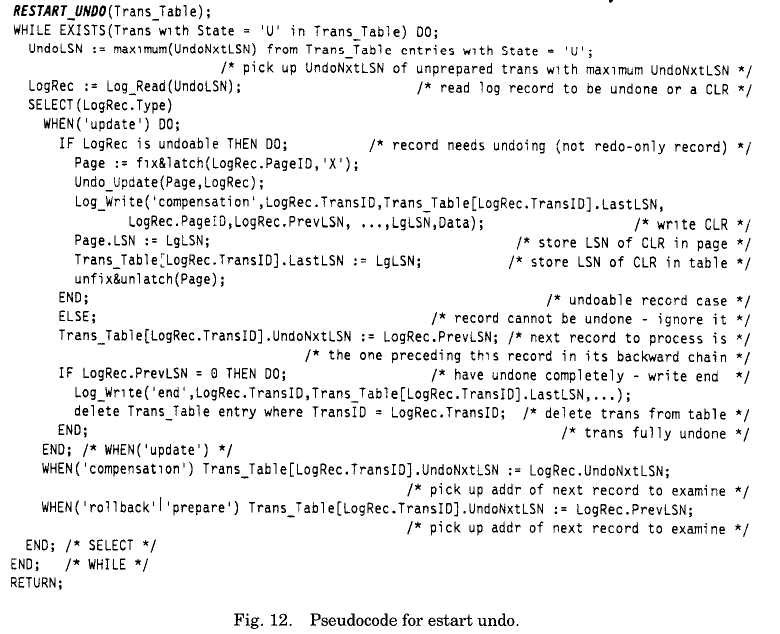 RESTART_UNDO(Trans_Table);
WHILE EXISTS(Trans with State = 'U' in Trans_Table) DO;
UndoLSN := maximum(UndoNxtLSN) from Trans_Table entries with State = 'U';
/* pick up UndoNxtLSN of unprepared trans with maximum UndoNxtLSN */
LogRec := Log_Read(UndoLSN); /* read log record to be undone or a CLR */
SELECT(LogRec.Type)
WHEN('update') DO;
IF LogRec is undoable THEN DO; /* record needs undoing (not redo-only record) */
Page := fix&latch(LogRec.PageID,'X');
Undo_Update(Page,LogRec);
Log_Write('compensation',LogRec.TransID,Trans_Table[LogRec.TransID].LastLSN,
LogRec.PageID,LogRec.PrevLSN, ...,LgLSN,Data); /* write CLR */
Page.LSN := LgLSN; /* store LSN of CLR in page */
Trans_Table[LogRec.TransID].LastLSN := LgLSN; /* store LSN of CLR in table */
unfix&unlatch(Page);
END; /* undoable record case */
ELSE; /* record cannot be undone - ignore it */
Trans_Table[LogRec.TransID].UndoNxtLSN := LogRec.PrevLSN; /* next record to process is */
/* the one preceding this record in its backward chain */
IF LogRec.PrevLSN = 0 THEN DO; /* have undone completely - write end */
Log_Write('end',LogRec.TransID,Trans_Table[LogRec.TransID].LastLSN,...);
delete Trans_Table entry where TransID = LogRec.TransID; /* delete trans from table */
END; /* trans fully undone */
END; /* WHEN('update') */
WHEN('compensation') Trans_Table[LogRec.TransID].UndoNxtLSN := LogRec.UndoNxtLSN;
/* pick up addr of next record to examine */
WHEN('rollback'|'prepare') Trans_Table[LogRec.TransID].UndoNxtLSN := LogRec.PrevLSN;
/* pick up addr of next record to examine */
END; /* SELECT */
END; /* WHILE */
RETURN;
Fig. 12. Pseudocode for estart undo.